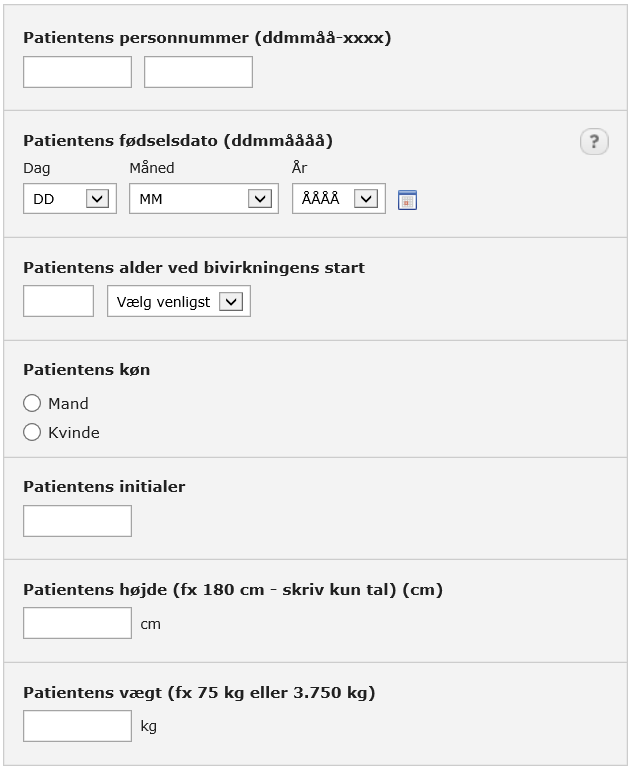 Patientens personnummer (ddmmåå-xxxx)
Patientens fødselsdato (ddmmåååå)
?
Dag Måned År
DD MM ÅÅÅÅ
Patientens alder ved bivirkningens start
Vælg venligst
Patientens køn
Mand
Kvinde
Patientens initialer
Patientens højde (fx 180 cm - skriv kun tal) (cm)
cm
Patientens vægt (fx 75 kg eller 3.750 kg)
kg